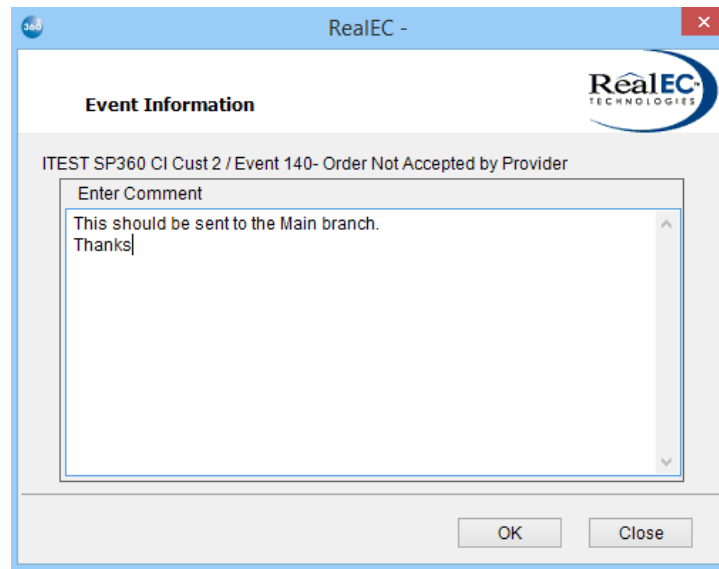 360
RealEC -
RealEC
TECHNOLOGIES
Event Information
ITEST SP360 CI Cust 2 / Event 140- Order Not Accepted by Provider
Enter Comment
This should be sent to the Main branch.
Thanks
OK
Close